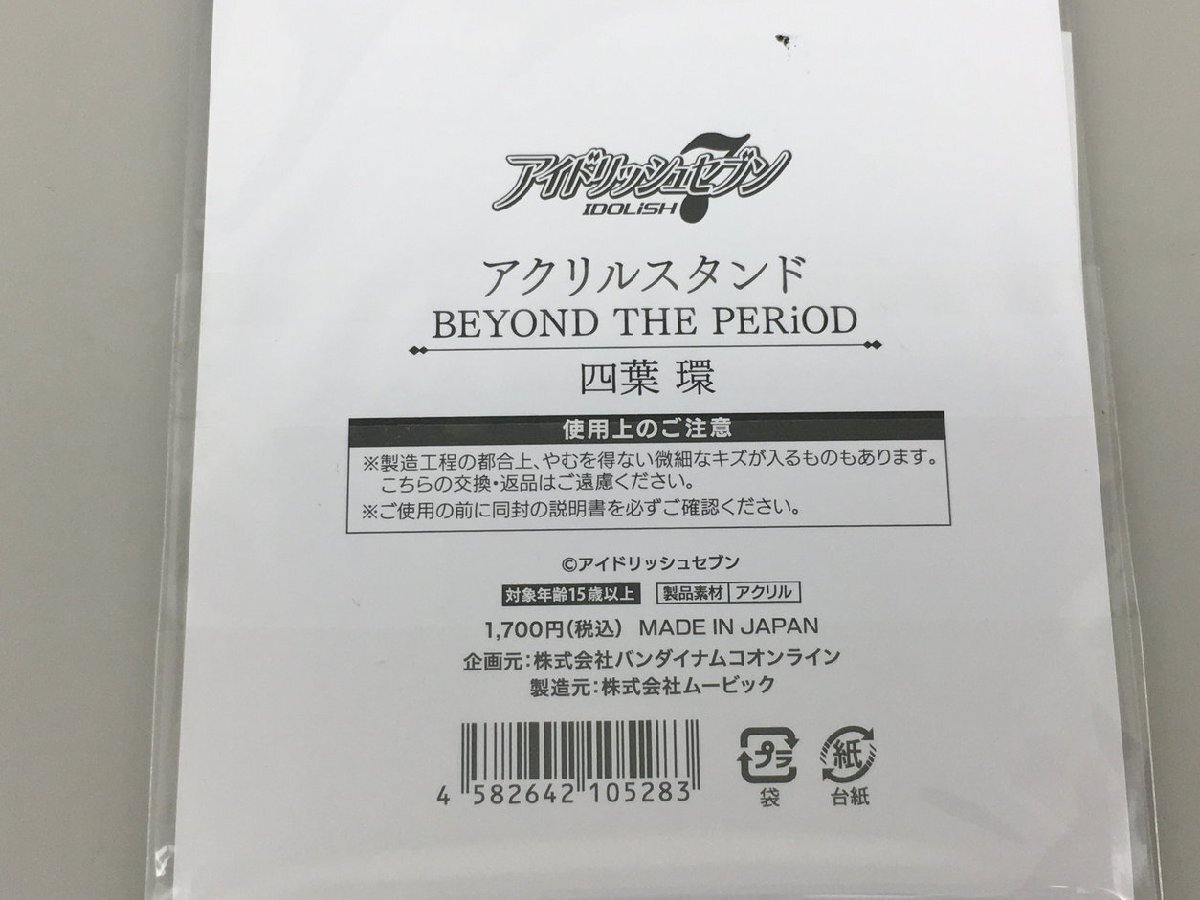 アイドリッシュセブン
7
IDOLiSH
アクリルスタンド
BEYOND THE PERiOD
四葉 環
使用上のご注意
※製造工程の都合上、やむを得ない微細なキズが入るものもあります。
こちらの交換・返品はご遠慮ください。
※ご使用の前に同封の説明書を必ずご確認ください。
©アイドリッシュセブン
対象年齢15歳以上 製品素材 アクリル
1,700円(税込) MADE IN JAPAN
企画元:株式会社バンダイナムコオンライン
製造元:株式会社ムービック
プラ 紙
4 582642 105283 袋 台紙